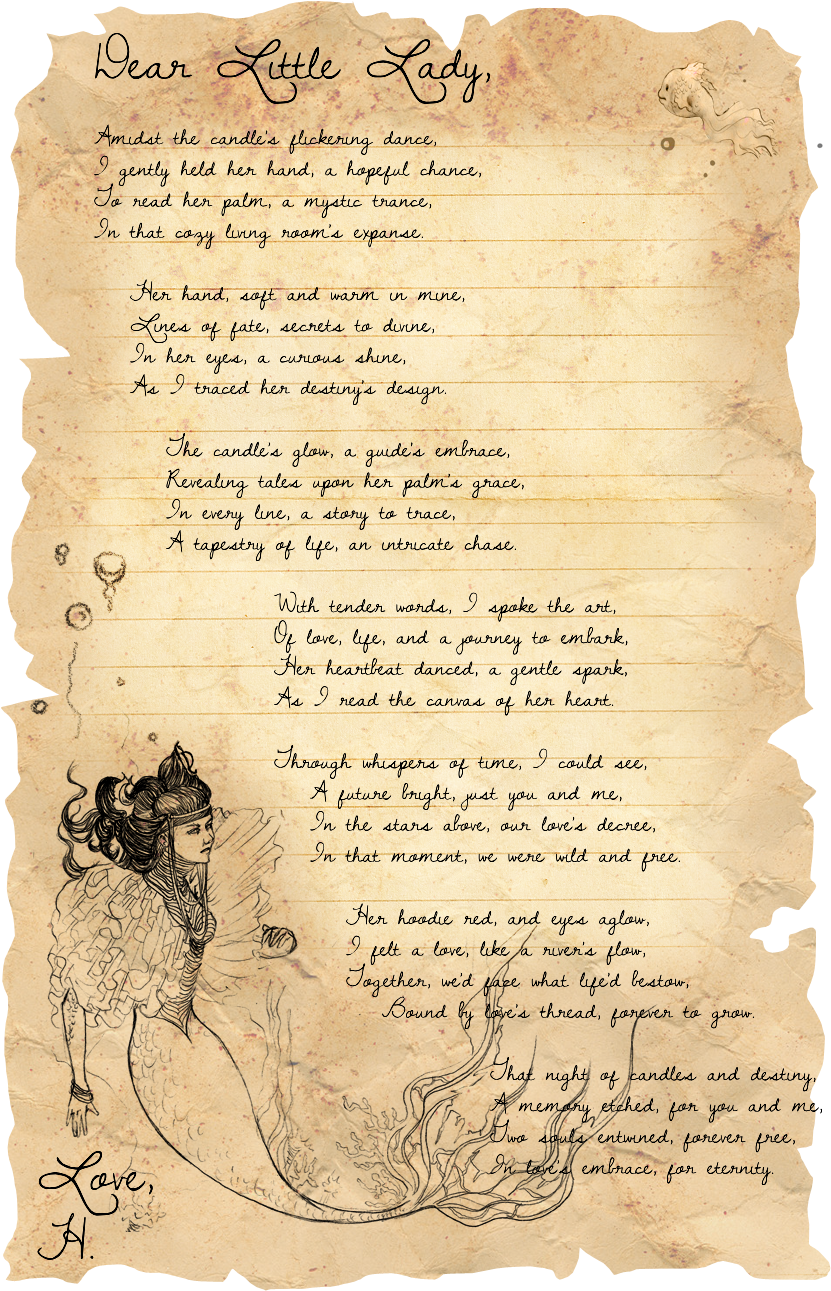 Dear Little Lady,
Amidst the candle's flickering dance,
I gently held her hand, a hopeful chance,
To read her palm, a mystic trance,
In that cozy living room's expanse.
Her hand, soft and warm in mine,
Lines of fate, secrets to divine,
In her eyes, a curious shine,
As I traced her destiny's design.
The candle's glow, a guide's embrace,
Revealing tales upon her palm's grace,
In every line, a story to trace,
A tapestry of life, an intricate chase.
With tender words, I spoke the art,
Of love, life, and a journey to embark,
Her heartbeat danced, a gentle spark,
As I read the canvas of her heart.
Through whispers of time, I could see,
A future bright, just you and me,
In the stars above, our love's decree,
In that moment, we were wild and free.
Her hoodie red, and eyes aglow,
I felt a love, like a river's flow,
Together, we'd face what life'd bestow,
Bound by love's thread, forever to grow.
That night of candles and destiny,
A memory etched, for you and me,
Two souls entwined, forever free,
In love's embrace, for eternity.
Love,
H.